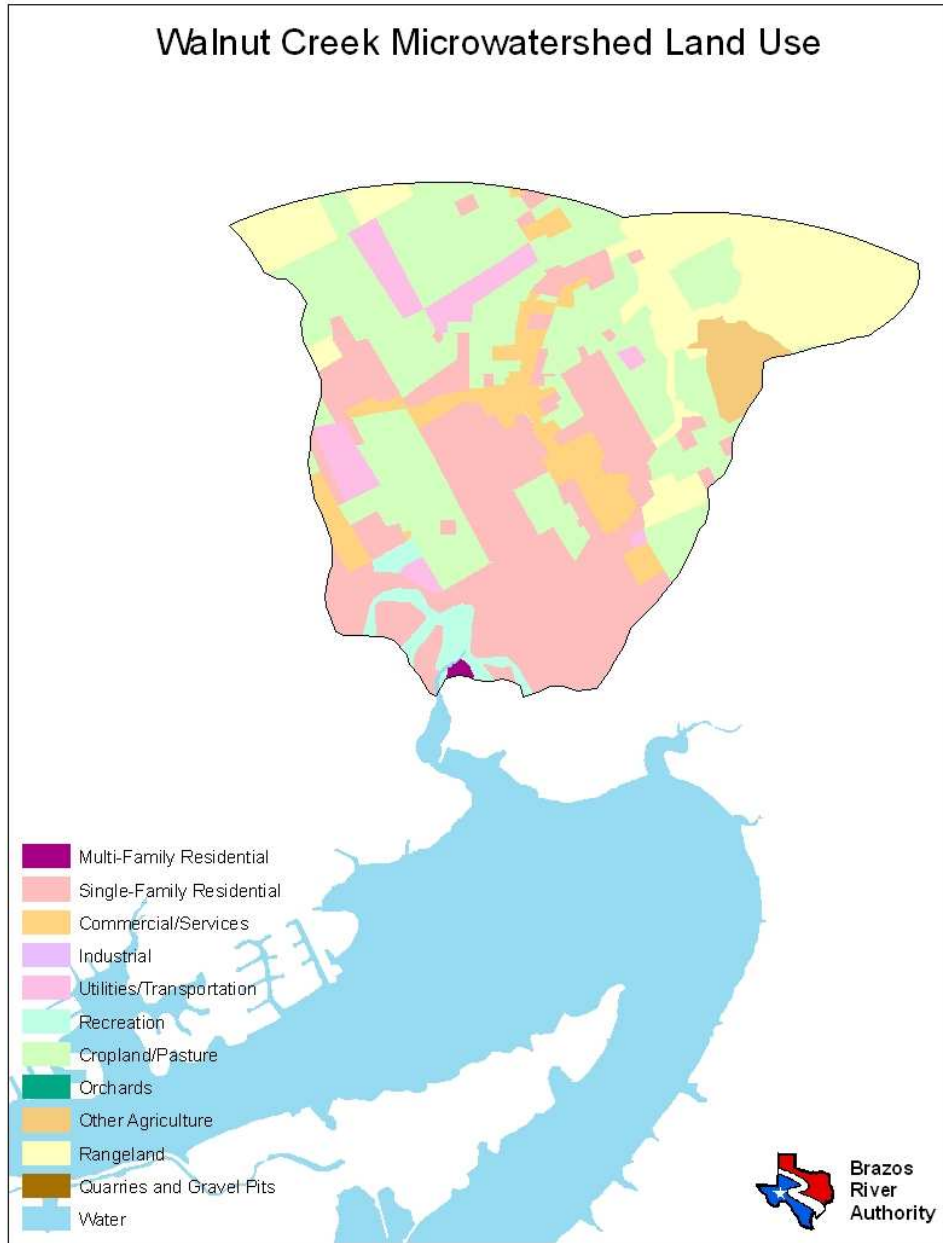 Walnut Creek Microwatershed Land Use
Multi-Family Residential
Single-Family Residential
Commercial/Services
Industrial
Utilities/Transportation
Recreation
Cropland/Pasture
Orchards
Other Agriculture
Rangeland
Quarries and Gravel Pits
Water
Brazos
River
Authority